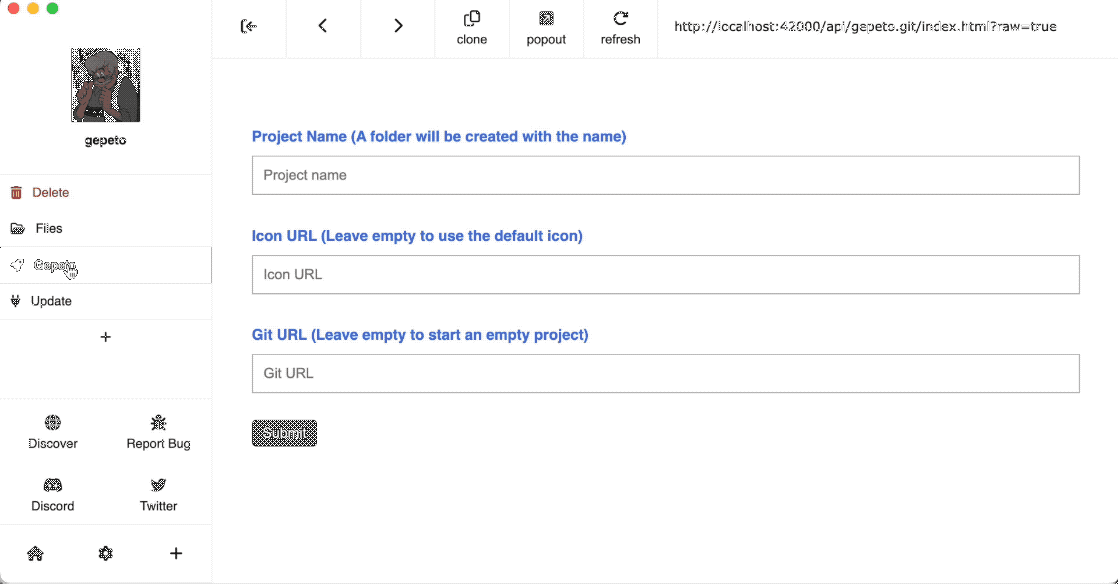 clone
popout
refresh
http://localhost:42000/api/gepeto.git/index.html?raw=true
gepeto
Delete
Files
Gepeto
Update
Discover
Report Bug
Discord
Twitter
Project Name (A folder will be created with the name)
Project name
Icon URL (Leave empty to use the default icon)
Icon URL
Git URL (Leave empty to start an empty project)
Git URL
Submit